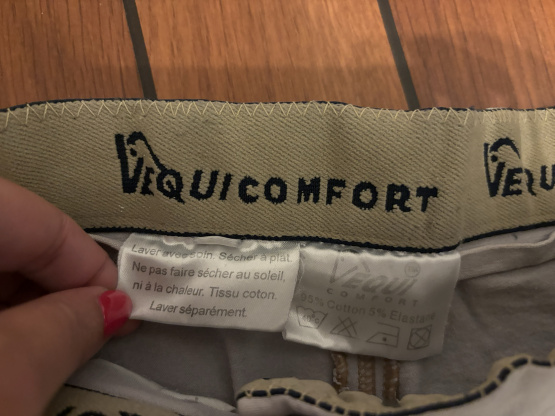 VEQUICOMFORT
VEQU
Laver avec soin. Sécher à plat.
Ne pas faire sécher au soleil,
ni à la chaleur. Tissu coton.
Laver séparément.
VEQUI
COMFORT
95% Cotton 5% Elastane